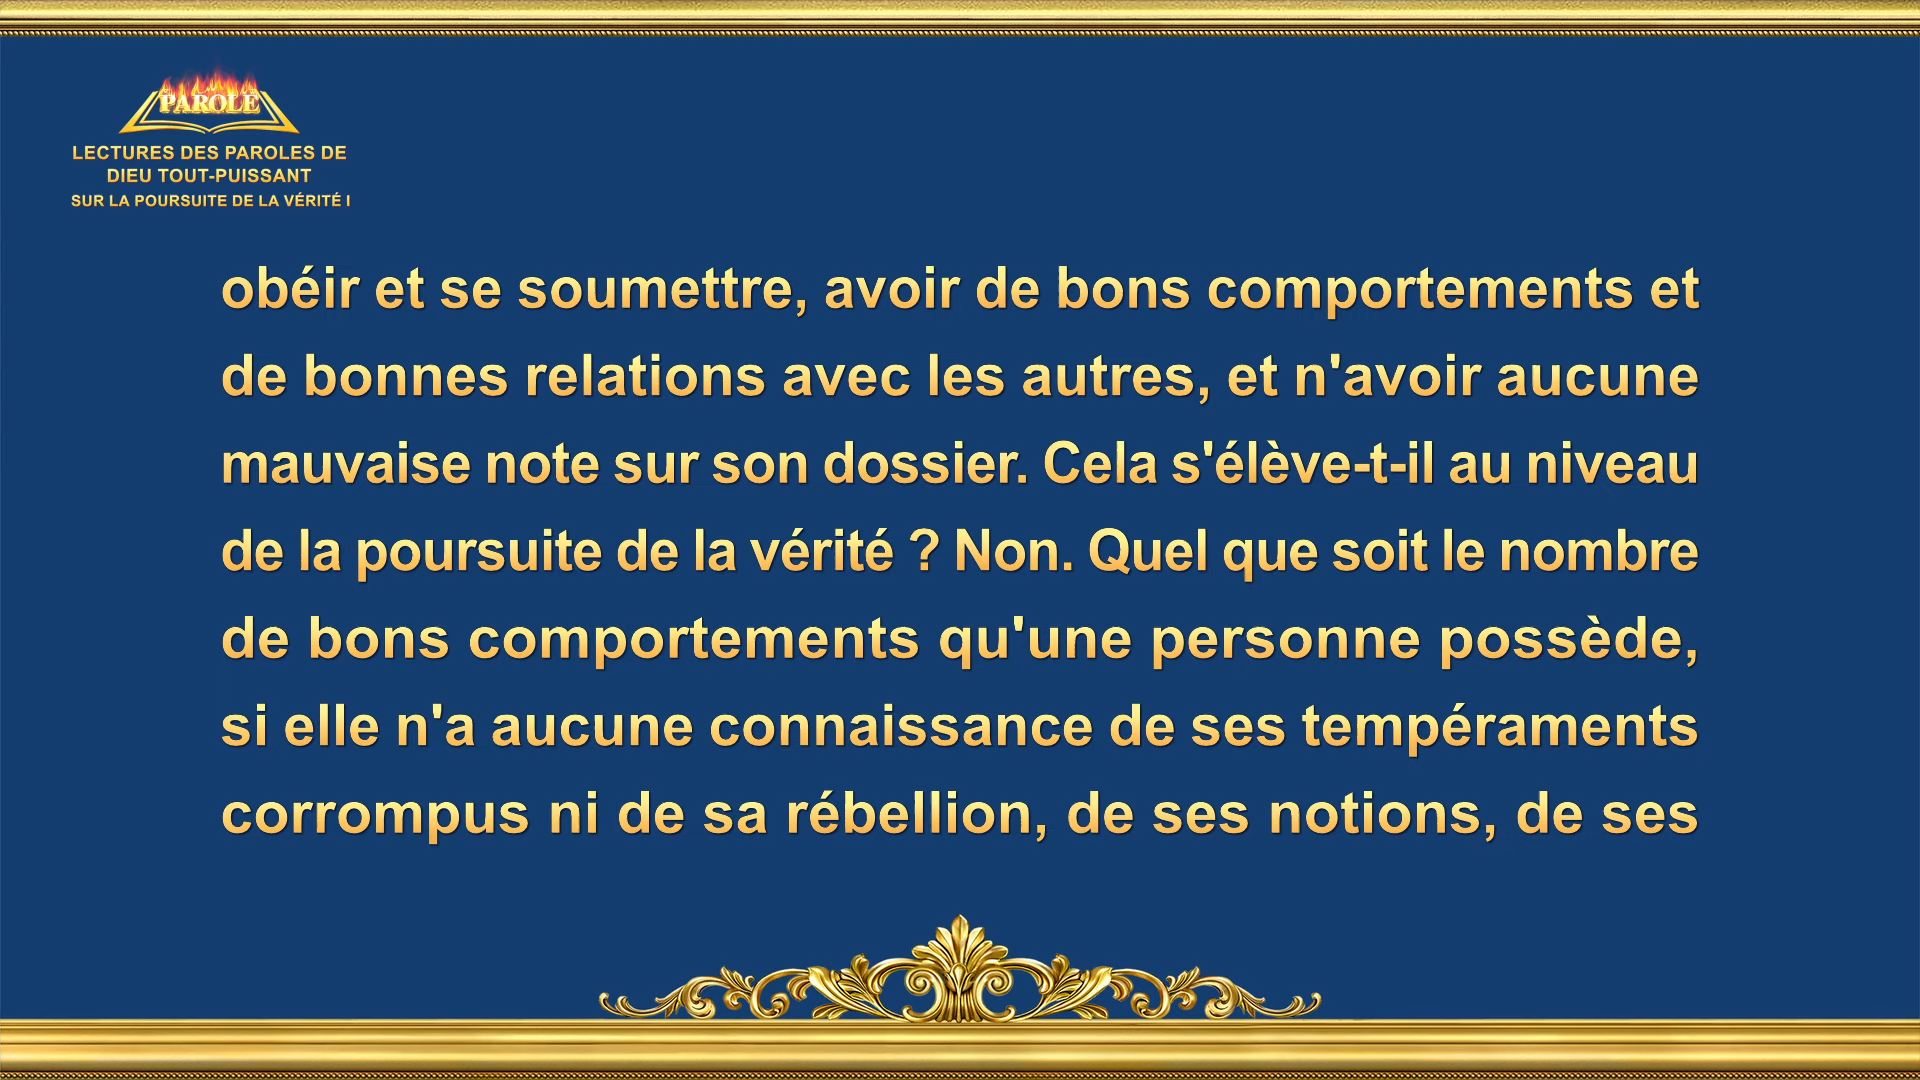 PAROLE
LECTURES DES PAROLES DE
DIEU TOUT-PUISSANT
SUR LA POURSUITE DE LA VÉRITÉ I
obéir et se soumettre, avoir de bons comportements et
de bonnes relations avec les autres, et n'avoir aucune
mauvaise note sur son dossier. Cela s'élève-t-il au niveau
de la poursuite de la vérité ? Non. Quel que soit le nombre
de bons comportements qu'une personne possède,
si elle n'a aucune connaissance de ses tempéraments
corrompus ni de sa rébellion, de ses notions, de ses